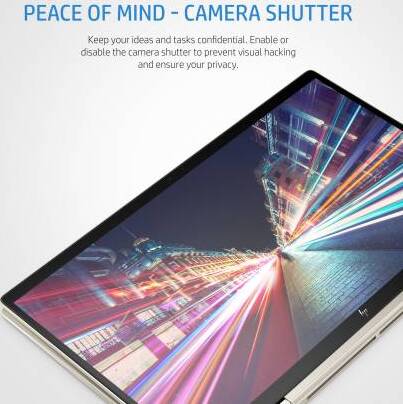 PEACE OF MIND - CAMERA SHUTTER
Keep your ideas and tasks confidential. Enable or
disable the camera shutter to prevent visual hacking
and ensure your privacy.
hp